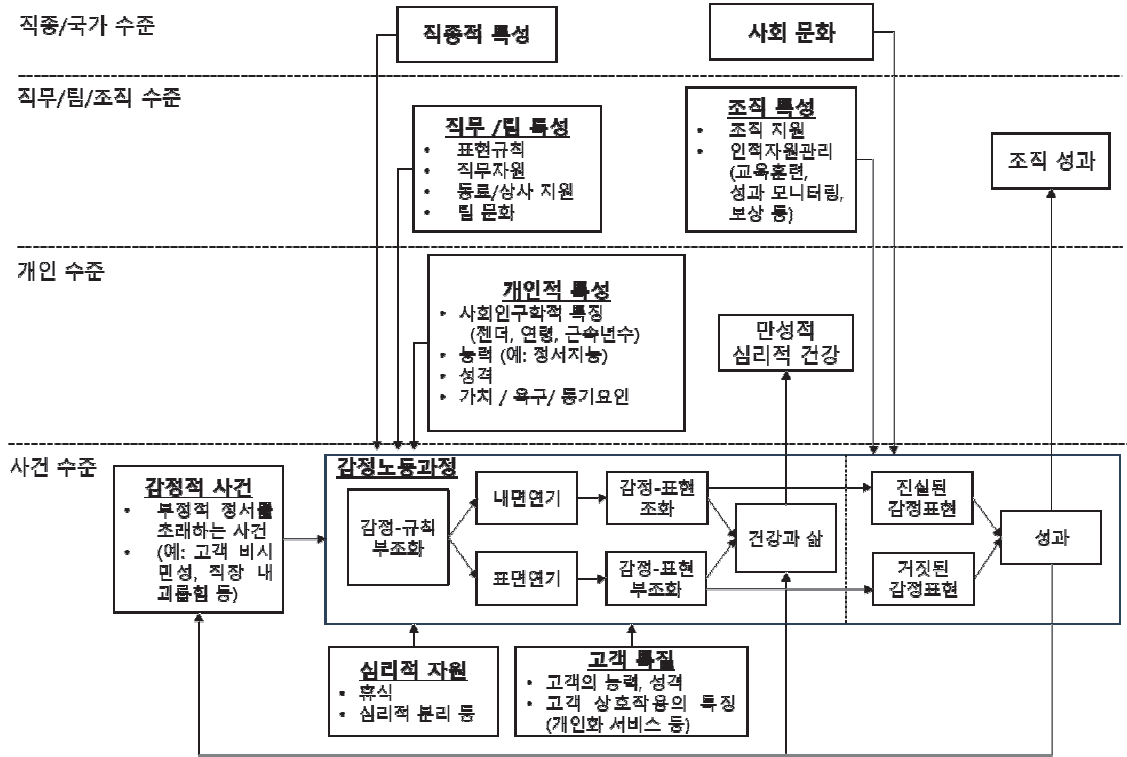 직종/국가 수준
직종적 특성
사회 문화
직무/팀/조직 수준
직무 /팀 특성
• 표현규칙
• 직무자원
• 동료/상사 지원
• 팀 문화
조직 특성
• 조직 지원
• 인적자원관리
(교육훈련,
성과 모니터링,
보상 등)
조직 성과
개인 수준
개인적 특성
• 사회인구학적 특징
(젠더, 연령, 근속년수)
• 능력 (예: 정서지능)
• 성격
• 가치 / 욕구/ 동기요인
만성적
심리적 건강
사건 수준
감정적 사건
• 부정적 정서를
초래하는 사건
• (예: 고객 비시
민성, 직장 내
괴롭힘 등)
감정노동과정
감정-규칙
부조화
내면연기
표면연기
감정-표현
조화
감정-표현
부조화
건강과 삶
진실된
감정표현
거짓된
감정표현
성과
심리적 자원
• 휴식
• 심리적 분리 등
고객 특질
• 고객의 능력, 성격
• 고객 상호작용의 특징
(개인화 서비스 등)